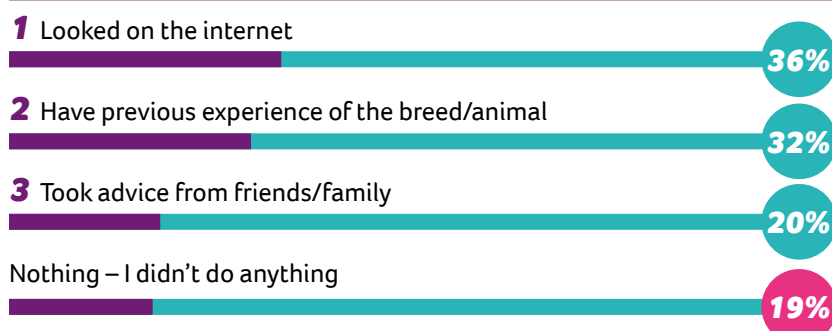 1 Looked on the internet
36%
2 Have previous experience of the breed/animal
32%
3 Took advice from friends/family
20%
Nothing – I didn’t do anything
19%